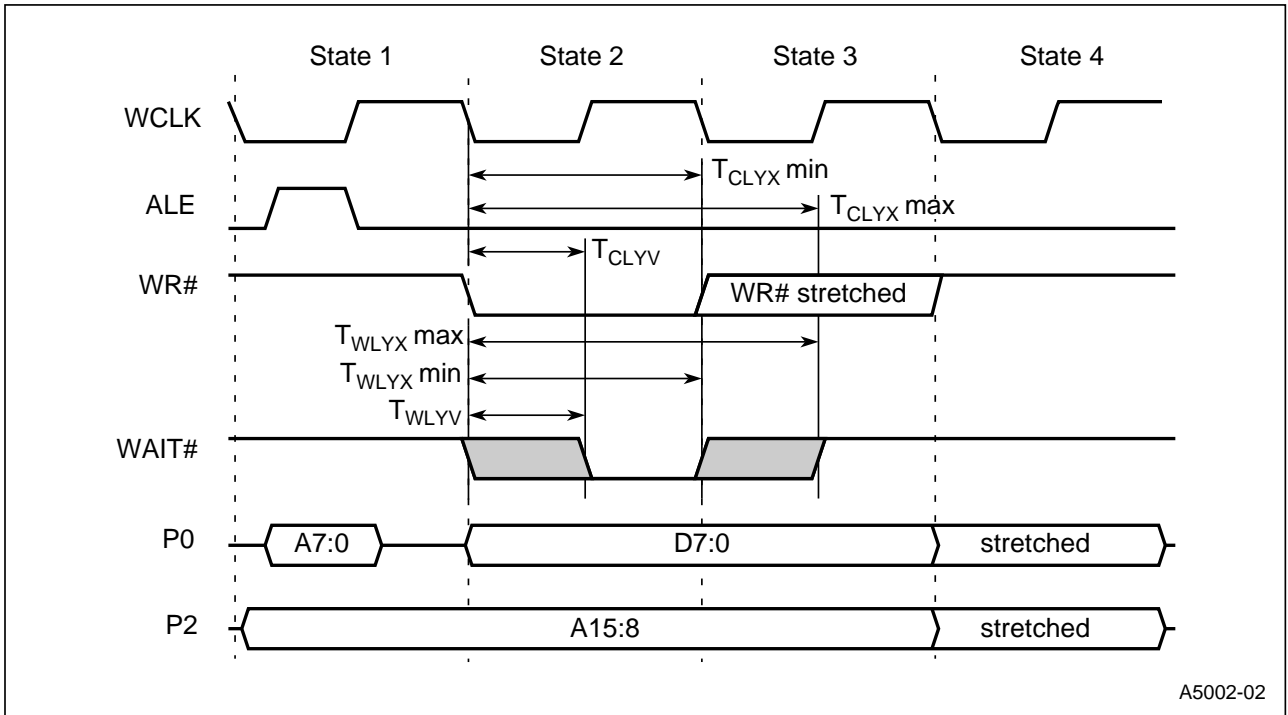 State 1 State 2 State 3 State 4
WCLK
T_CLYX min
ALE
T_CLYX max
T_CLYV
WR#
WR# stretched
T_WLYX max
T_WLYX min
T_WLYV
WAIT#
P0 A7:0 D7:0 stretched
P2 A15:8 stretched
A5002-02